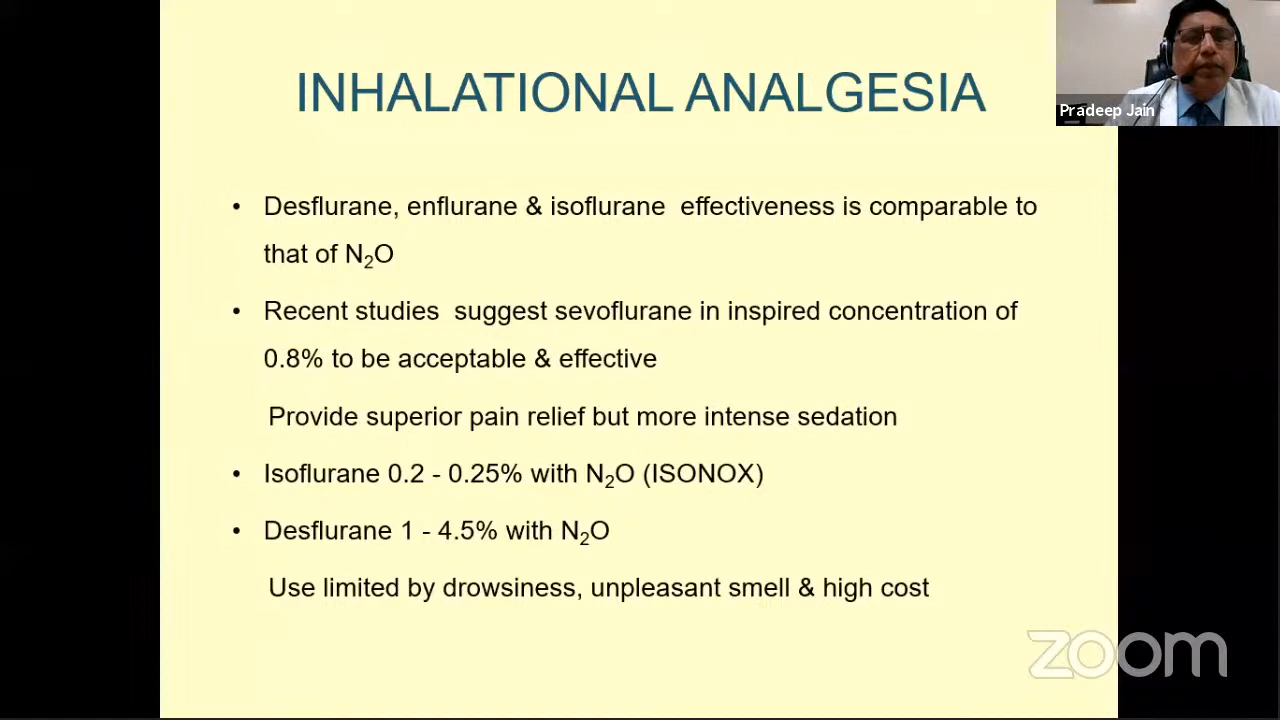 INHALATIONAL ANALGESIA
Pradeep Jain
• Desflurane, enflurane & isoflurane effectiveness is comparable to
that of N₂O
• Recent studies suggest sevoflurane in inspired concentration of
0.8% to be acceptable & effective
Provide superior pain relief but more intense sedation
• Isoflurane 0.2 - 0.25% with N₂O (ISONOX)
• Desflurane 1 - 4.5% with N₂O
Use limited by drowsiness, unpleasant smell & high cost
zoom